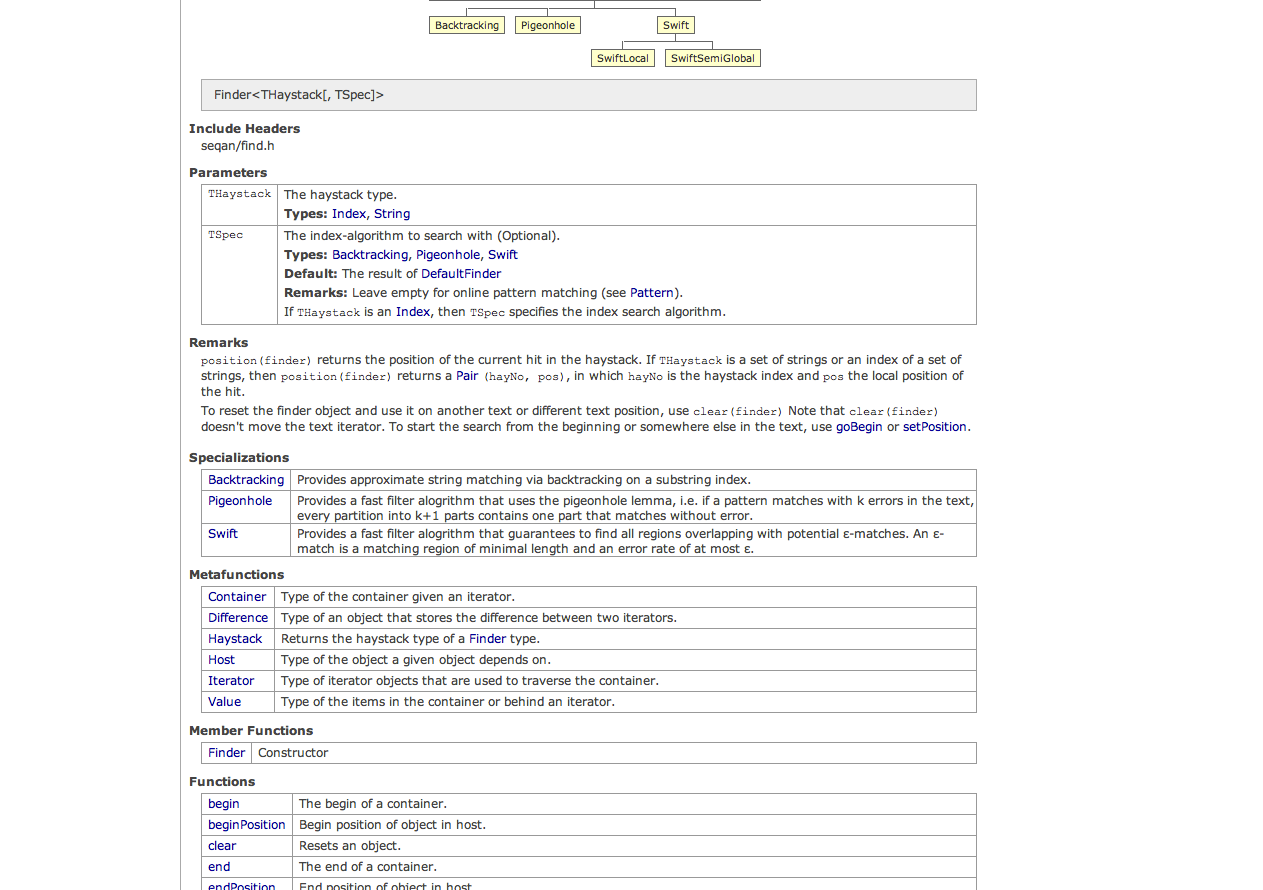 Backtracking Pigeonhole Swift
SwiftLocal SwiftSemiGlobal
Finder<THaystack[, TSpec]>
Include Headers
seqan/find.h
Parameters
THaystack The haystack type.
Types: Index, String
TSpec The index-algorithm to search with (Optional).
Types: Backtracking, Pigeonhole, Swift
Default: The result of DefaultFinder
Remarks: Leave empty for online pattern matching (see Pattern).
If THaystack is an Index, then TSpec specifies the index search algorithm.
Remarks
position(finder) returns the position of the current hit in the haystack. If THaystack is a set of strings or an index of a set of
strings, then position(finder) returns a Pair (hayNo, pos), in which hayNo is the haystack index and pos the local position of
the hit.
To reset the finder object and use it on another text or different text position, use clear(finder) Note that clear(finder)
doesn't move the text iterator. To start the search from the beginning or somewhere else in the text, use goBegin or setPosition.
Specializations
Backtracking Provides approximate string matching via backtracking on a substring index.
Pigeonhole Provides a fast filter alogrithm that uses the pigeonhole lemma, i.e. if a pattern matches with k errors in the text,
every partition into k+1 parts contains one part that matches without error.
Swift Provides a fast filter alogrithm that guarantees to find all regions overlapping with potential ε-matches. An ε-
match is a matching region of minimal length and an error rate of at most ε.
Metafunctions
Container Type of the container given an iterator.
Difference Type of an object that stores the difference between two iterators.
Haystack Returns the haystack type of a Finder type.
Host Type of the object a given object depends on.
Iterator Type of iterator objects that are used to traverse the container.
Value Type of the items in the container or behind an iterator.
Member Functions
Finder Constructor
Functions
begin The begin of a container.
beginPosition Begin position of object in host.
clear Resets an object.
end The end of a container.
endPosition End position of object in host.